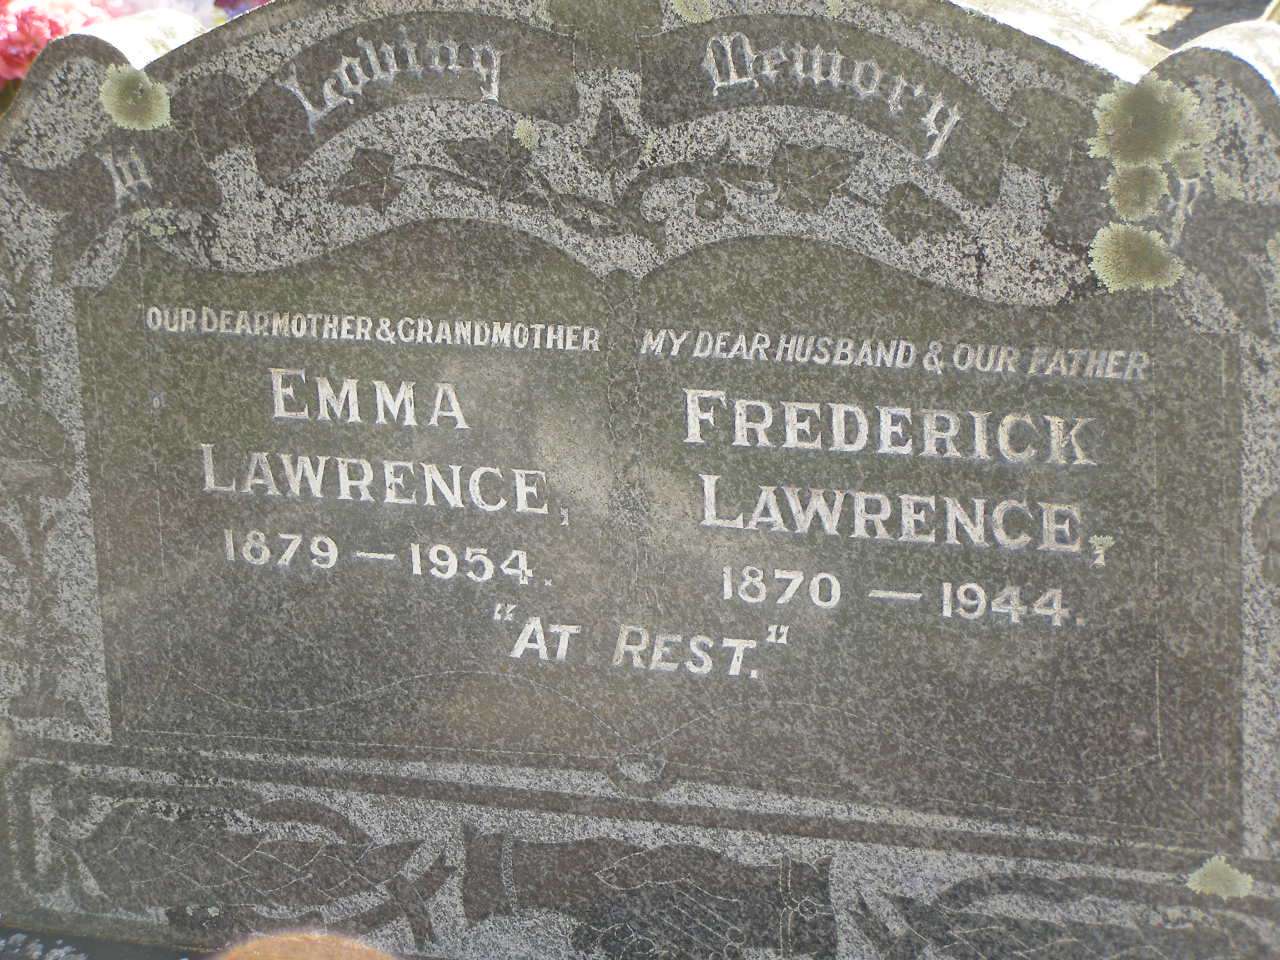 In Loving Memory
OUR DEAR MOTHER & GRANDMOTHER
EMMA
LAWRENCE,
1879 — 1954.
MY DEAR HUSBAND & OUR FATHER
FREDERICK
LAWRENCE,
1870 — 1944.
"AT REST."